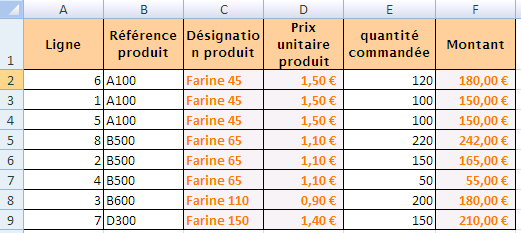 A B C D E F
1 Ligne Référence produit Désignatio n produit Prix unitaire produit quantité commandée Montant
2 6 A100 Farine 45 1,50 € 120 180,00 €
3 1 A100 Farine 45 1,50 € 100 150,00 €
4 5 A100 Farine 45 1,50 € 100 150,00 €
5 8 B500 Farine 65 1,10 € 220 242,00 €
6 2 B500 Farine 65 1,10 € 150 165,00 €
7 4 B500 Farine 65 1,10 € 50 55,00 €
8 3 B600 Farine 110 0,90 € 200 180,00 €
9 7 D300 Farine 150 1,40 € 150 210,00 €